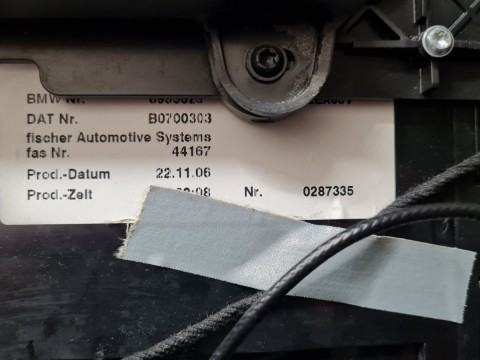 BMW Nr.
DAT Nr. B0700303
fischer Automotive Systems
fas Nr. 44167
Prod.-Datum 22.11.06
Prod.-Zeit :08 Nr. 0287335